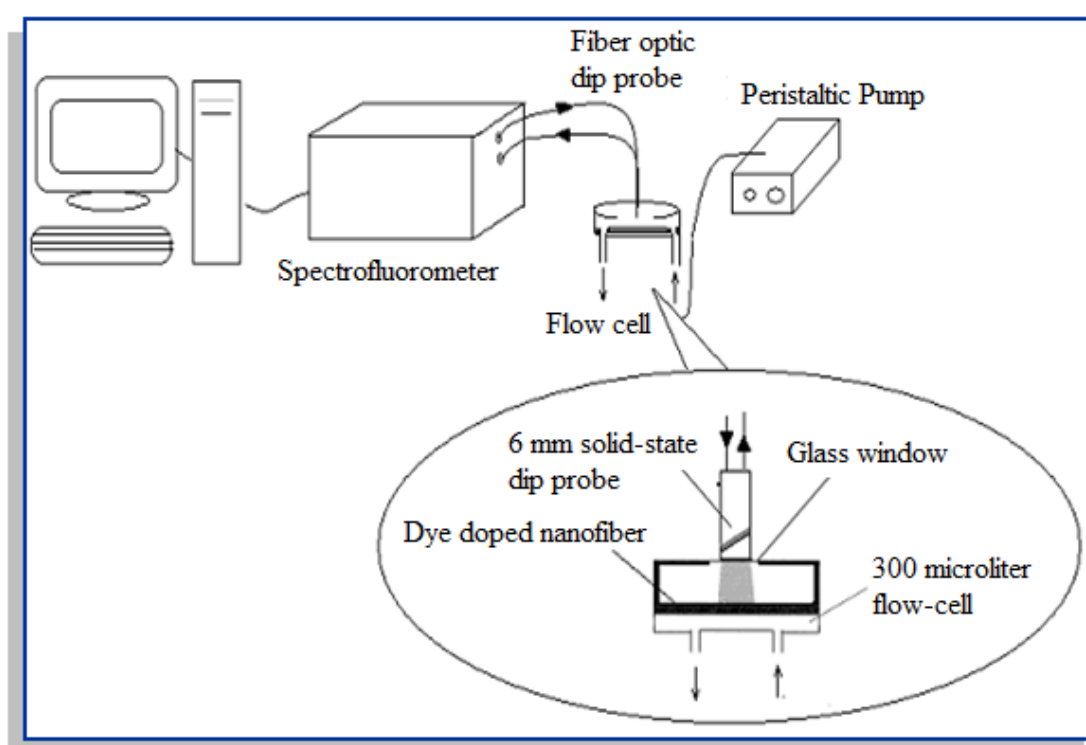 Fiber optic
dip probe
Peristaltic Pump
Spectrofluorometer
Flow cell
6 mm solid-state
dip probe
Glass window
Dye doped nanofiber
300 microliter
flow-cell